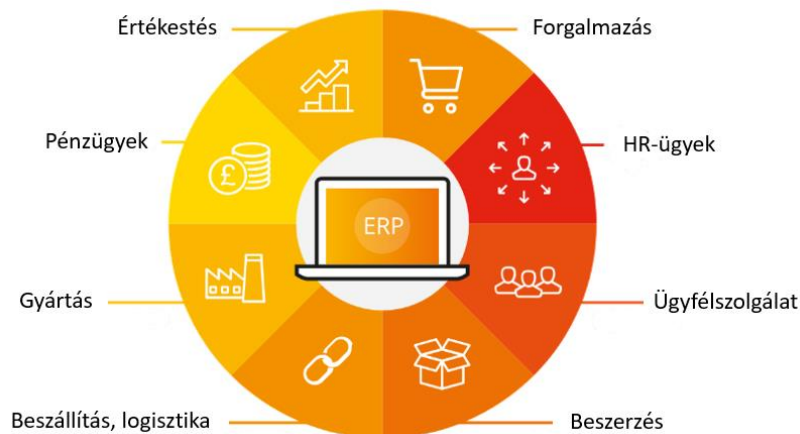 Értékestés
Forgalmazás
Pénzügyek
HR-ügyek
£
ERP
Gyártás
Ügyfélszolgálat
Beszállítás, logisztika
Beszerzés